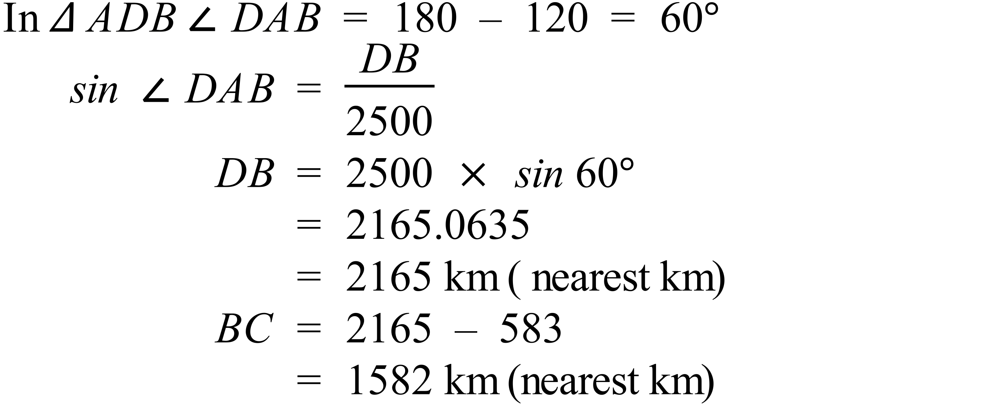 In Δ ADB ∠ DAB = 180 – 120 = 60°
sin ∠ DAB = DB/2500
DB = 2500 × sin 60°
= 2165.0635
= 2165 km ( nearest km)
BC = 2165 – 583
= 1582 km (nearest km)